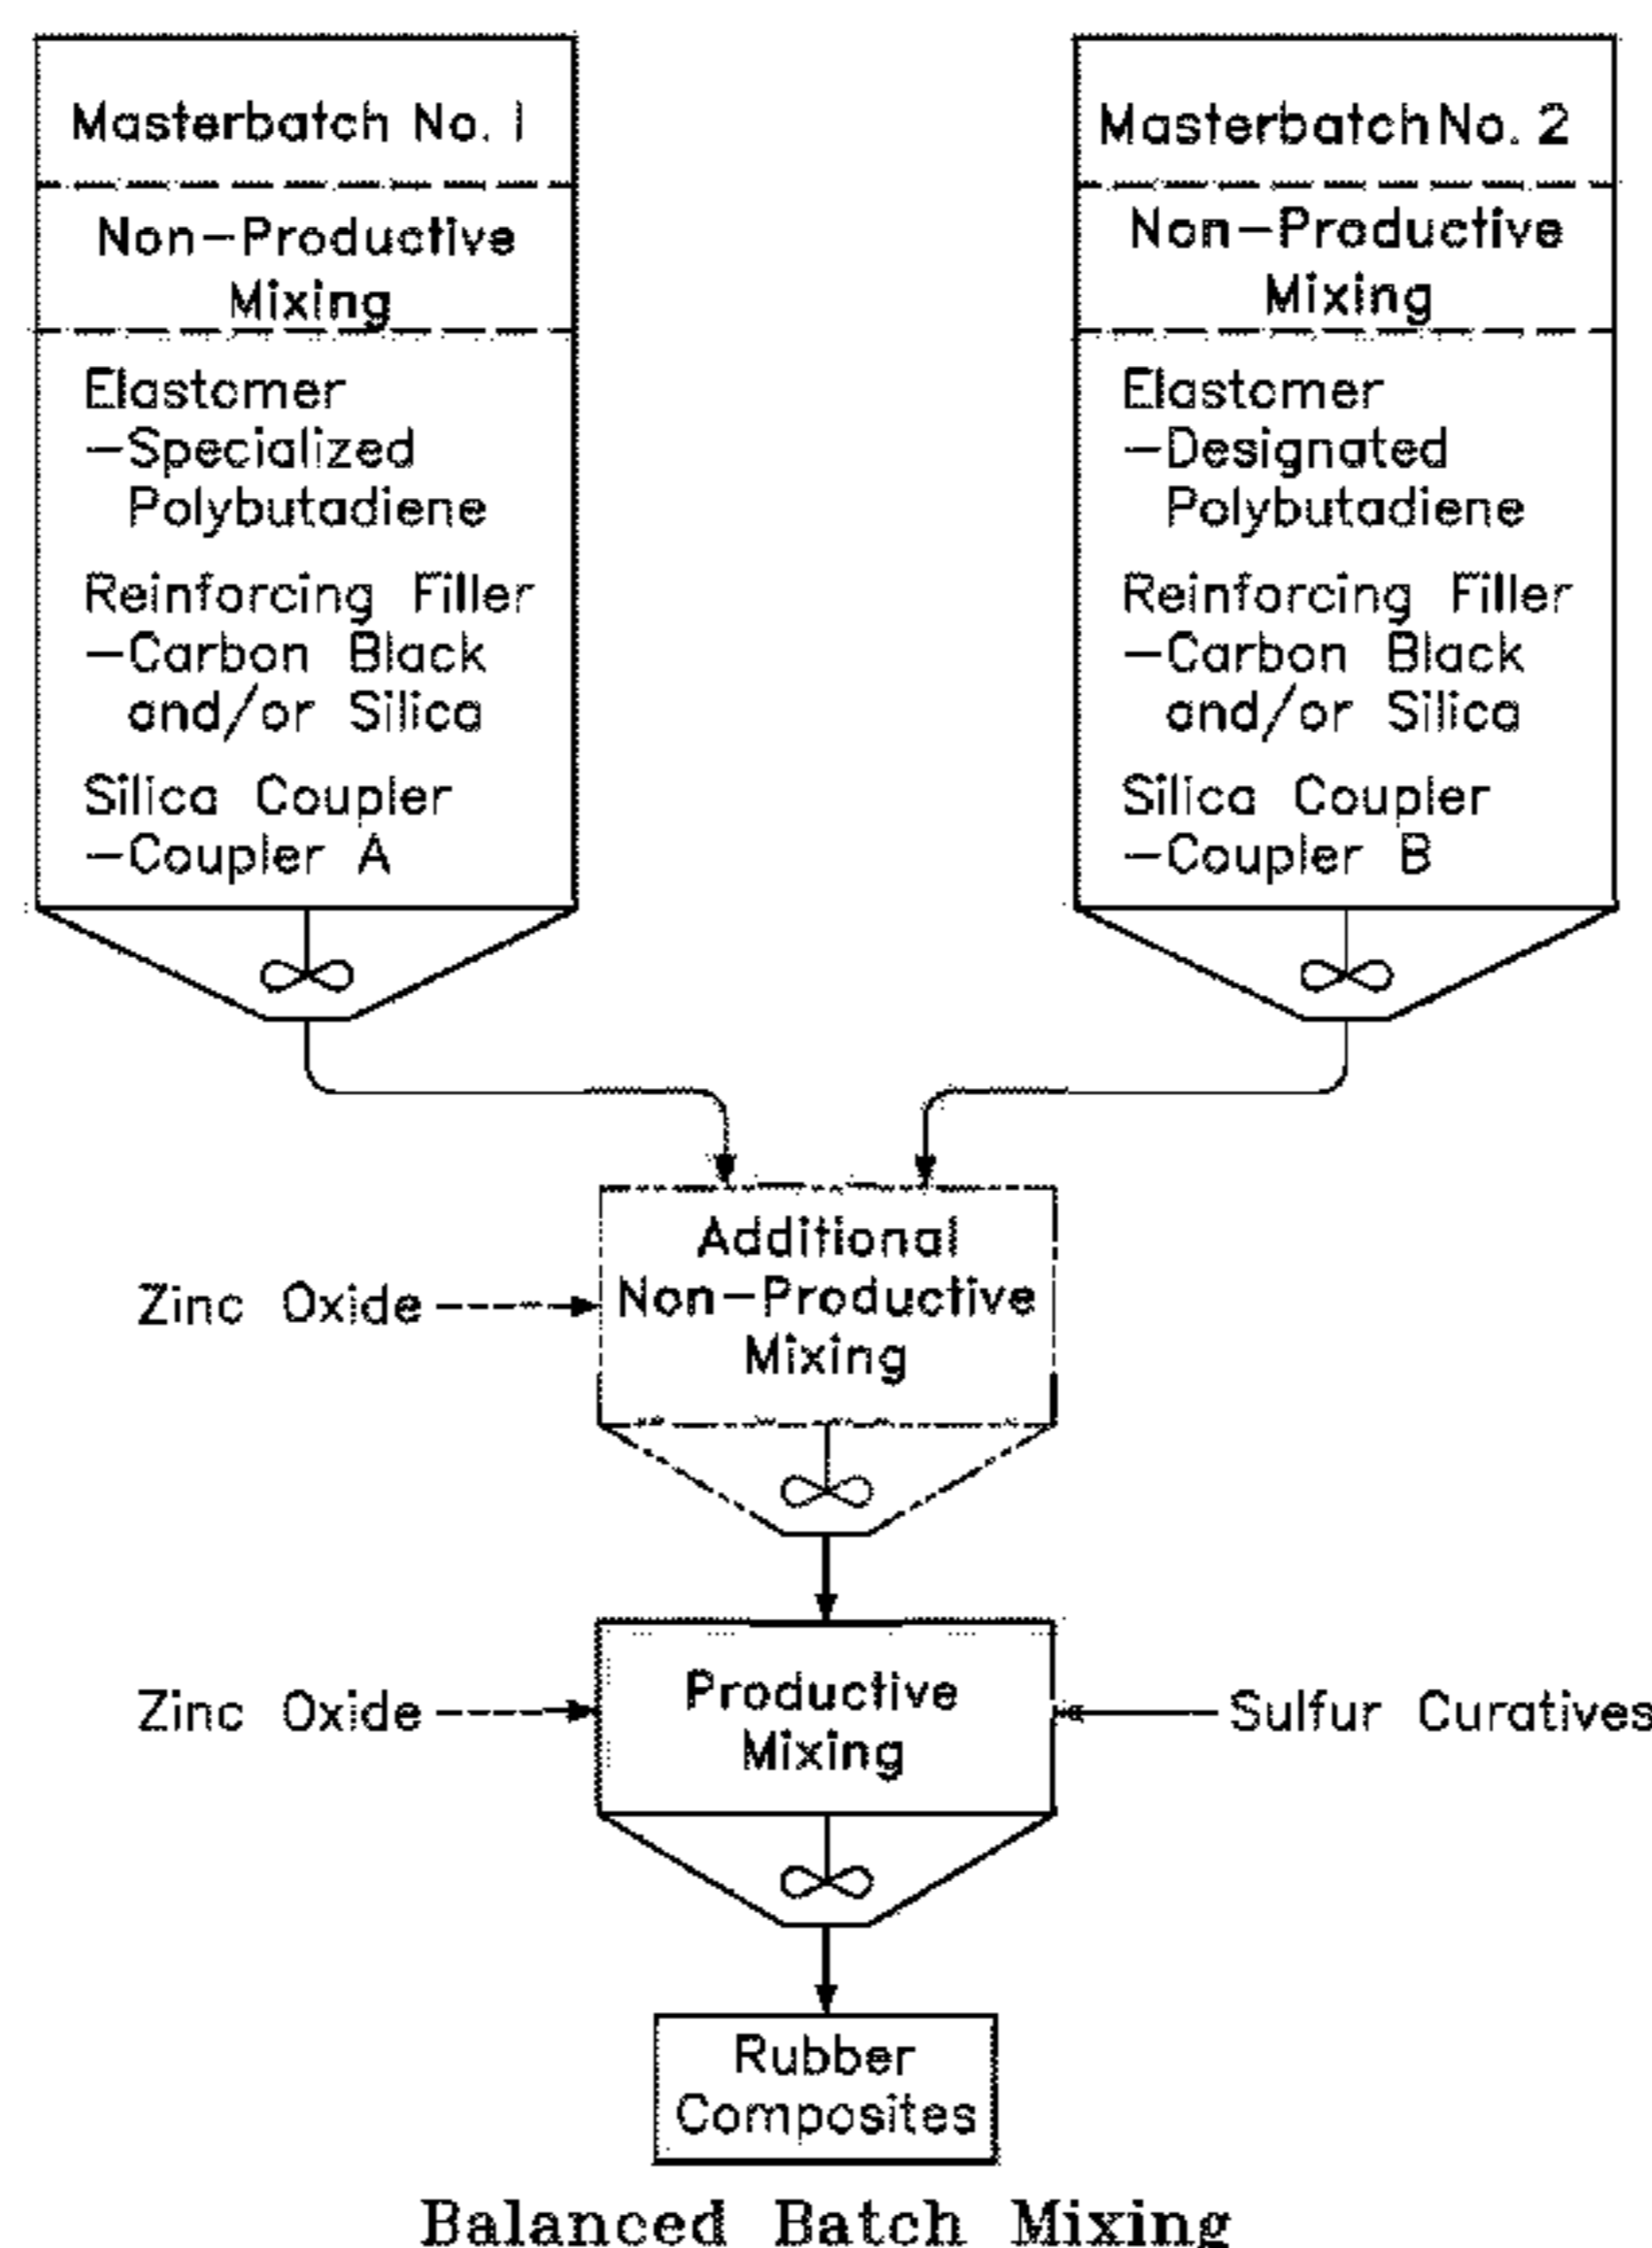 Masterbatch No. 1
Non-Productive
Mixing
Elastomer
-Specialized
Polybutadiene
Reinforcing Filler
-Carbon Black
and/or Silica
Silica Coupler
-Coupler A
Masterbatch No. 2
Non-Productive
Mixing
Elastomer
-Designated
Polybutadiene
Reinforcing Filler
-Carbon Black
and/or Silica
Silica Coupler
-Coupler B
Additional
Non-Productive
Mixing
Zinc Oxide
Productive
Mixing
Zinc Oxide
Sulfur Curatives
Rubber
Composites
Balanced Batch Mixing